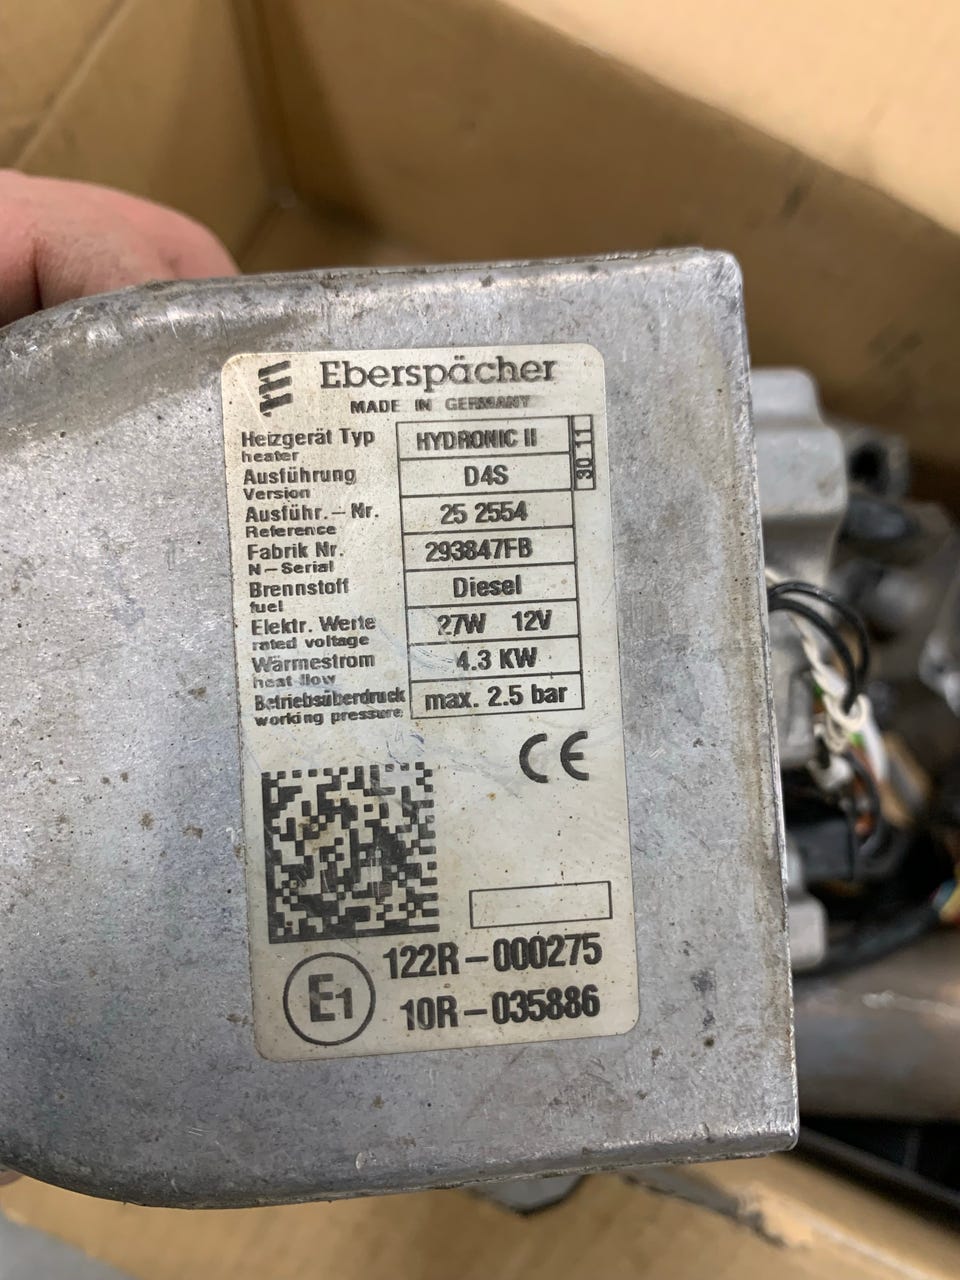 Eberspächer
MADE IN GERMANY
Heizgerät Typ HYDRONIC II 30 11
heater
Ausführung D4S
Version
Ausführ.-Nr. 25 2554
Reference
Fabrik Nr. 293847FB
N-Serial
Brennstoff Diesel
fuel
Elektr. Werte 27W 12V
rated voltage
Wärmestrom 4.3 KW
heat flow
Betriebsüberdruck max. 2.5 bar
working pressure
CE
E1 122R-000275
10R-035886